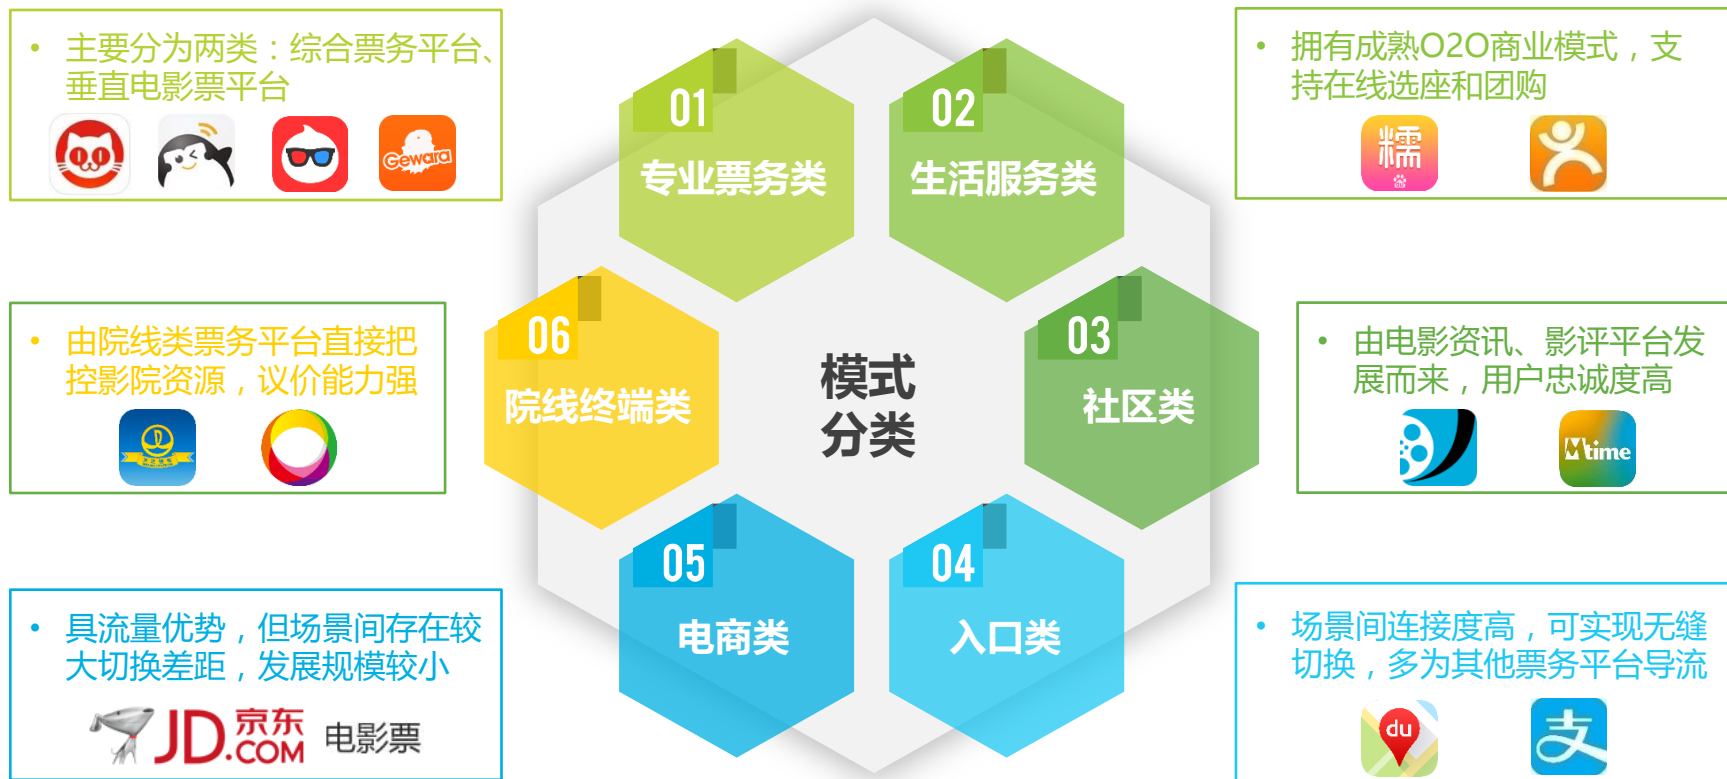 • 主要分为两类：综合票务平台、
垂直电影票平台
Gewara
01
专业票务类
02
生活服务类
• 拥有成熟O2O商业模式，支
持在线选座和团购
糯
• 由院线类票务平台直接把
控影院资源，议价能力强
06
院线终端类
模式
分类
03
社区类
• 由电影资讯、影评平台发
展而来，用户忠诚度高
Mtime
• 具流量优势，但场景间存在较
大切换差距，发展规模较小
JD京东
.COM 电影票
05
电商类
04
入口类
• 场景间连接度高，可实现无缝
切换，多为其他票务平台导流
du
支